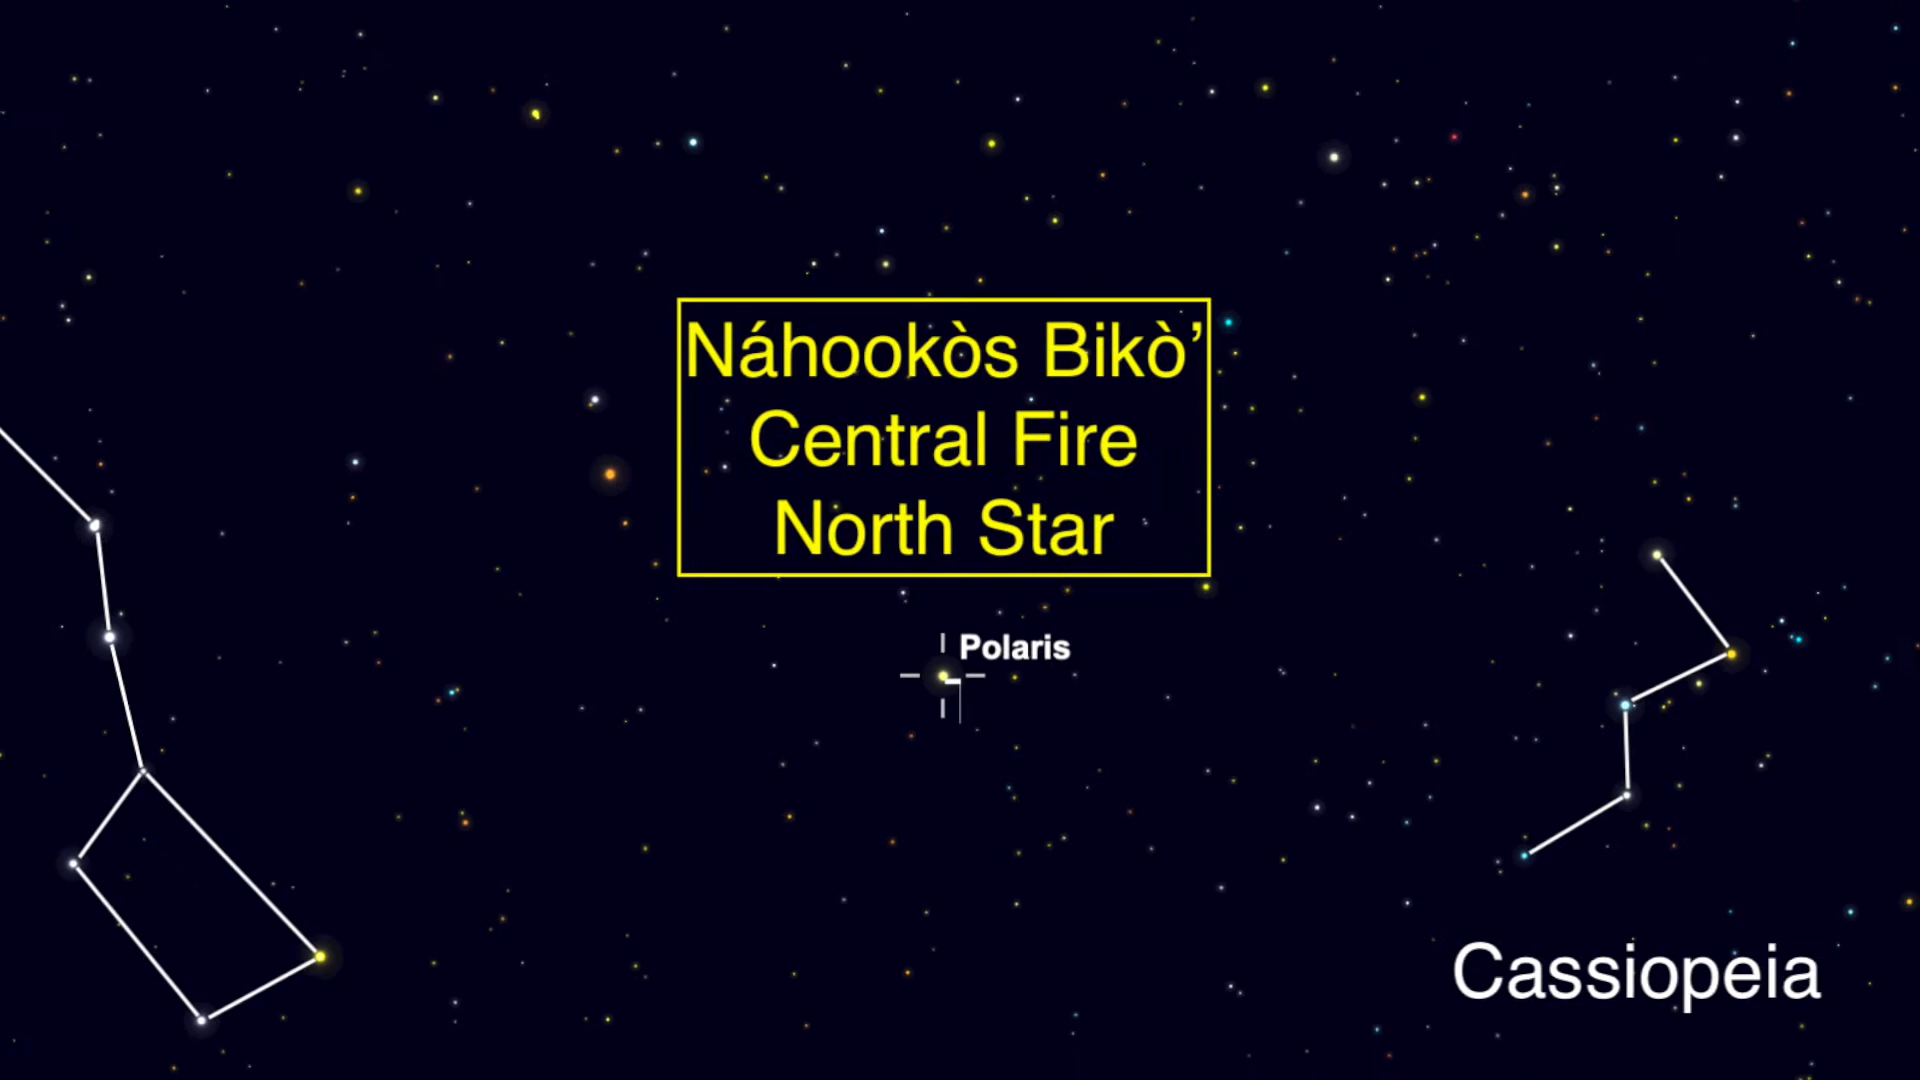 Náhookòs Bikò’
Central Fire
North Star
Polaris
Cassiopeia